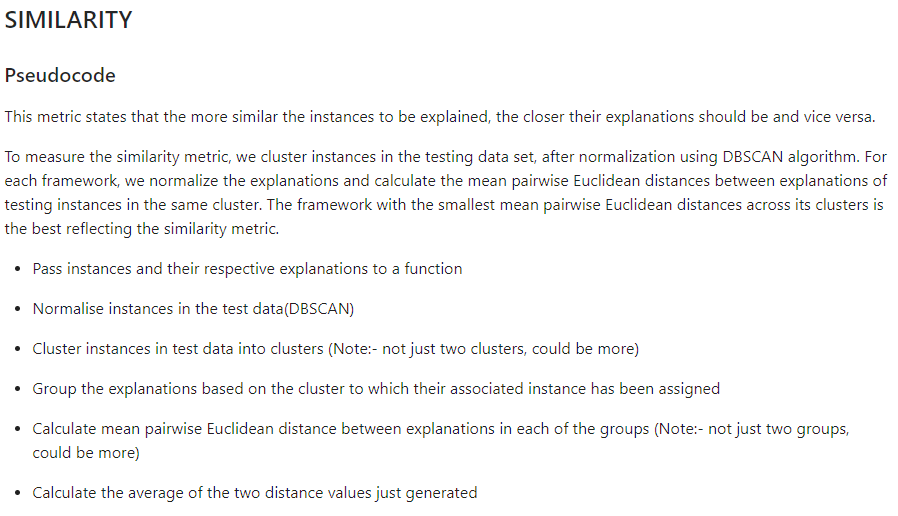 SIMILARITY
Pseudocode
This metric states that the more similar the instances to be explained, the closer their explanations should be and vice versa.
To measure the similarity metric, we cluster instances in the testing data set, after normalization using DBSCAN algorithm. For
each framework, we normalize the explanations and calculate the mean pairwise Euclidean distances between explanations of
testing instances in the same cluster. The framework with the smallest mean pairwise Euclidean distances across its clusters is
the best reflecting the similarity metric.
• Pass instances and their respective explanations to a function
• Normalise instances in the test data(DBSCAN)
• Cluster instances in test data into clusters (Note:- not just two clusters, could be more)
• Group the explanations based on the cluster to which their associated instance has been assigned
• Calculate mean pairwise Euclidean distance between explanations in each of the groups (Note:- not just two groups,
could be more)
• Calculate the average of the two distance values just generated